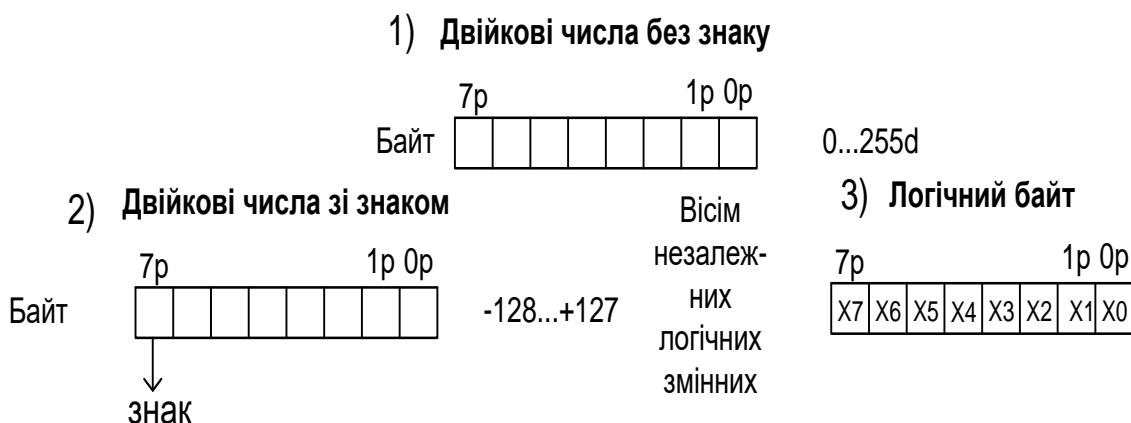 1) Двійкові числа без знаку
7р 1р 0р
Байт 0...255d
2) Двійкові числа зі знаком
7р 1р 0р
Байт -128...+127
знак
Вісім
незалеж-
них
логічних
змінних
3) Логічний байт
7р 1р 0р
X7 X6 X5 X4 X3 X2 X1 X0